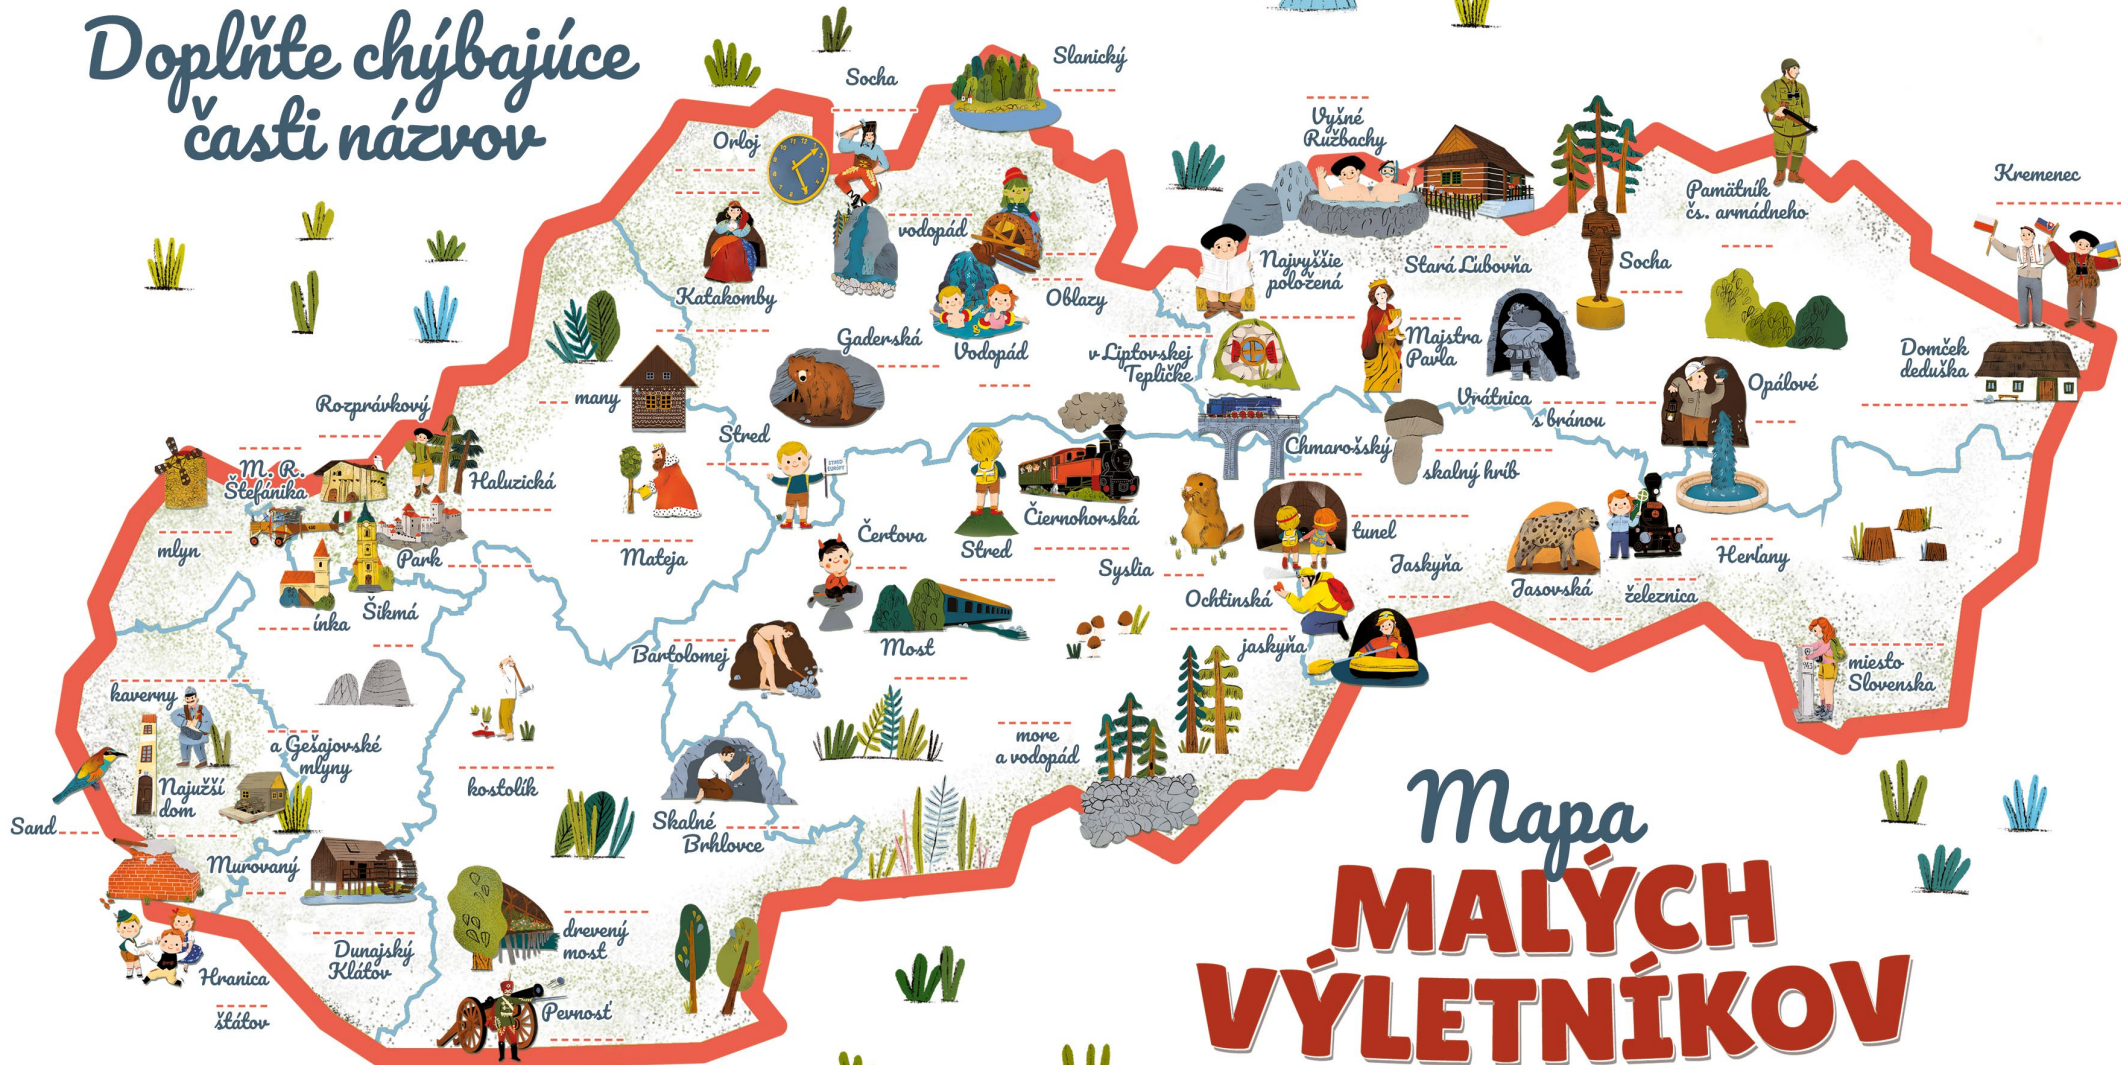 Doplňte chýbajúce
časti názvov
Slanický
Socha
Orloj
Vyšné
Ružbachy
Kremenec
Pamätník
čs. armádneho
vodopád
Katakomby
Oblazy
Najvyššie
položená
Stará Ľubovňa
Socha
Gaderská
Vodopád
v Liptovskej
Tepličke
Majstra
Pavla
Domček
deduška
Opálové
Vrátnica
s bránou
Rozprávkový
many
Stred
Chmarošský
skalný hríb
M. R.
Štefánika
Haluzická
STRED
EURÓPY
Čiernohorská
mlyn
Park
Mateja
Čertova
Stred
tunel
Syslia
Jaskyňa
Herľany
Jasovská
železnica
Ochtinská
jaskyňa
Šikmá
ínka
Bartolomej
Most
miesto
Slovenska
kaverny
a Gešajovské
mlyny
Najužší
dom
kostolík
more
a vodopád
Sand
Skalné
Brhlovce
Murovaný
Dunajský
Klátov
drevený
most
Hranica
štátov
Pevnosť
Mapa
MALÝCH
VÝLETNÍKOV